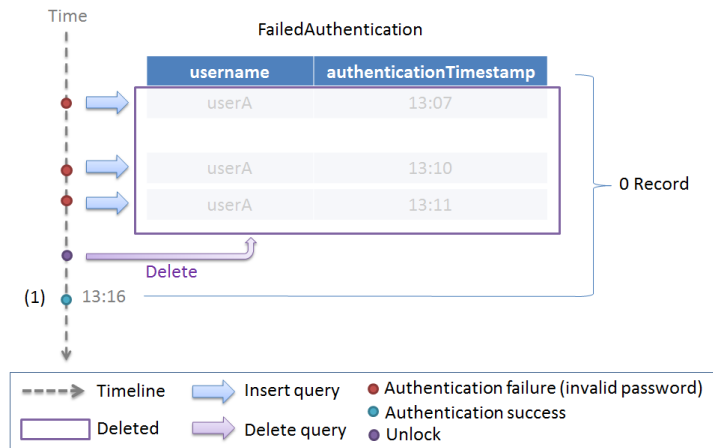 Time
FailedAuthentication
username authenticationTimestamp
userA 13:07
userA 13:10
userA 13:11
0 Record
Delete
(1) 13:16
Timeline Insert query Authentication failure (invalid password)
Authentication success
Deleted Delete query Unlock